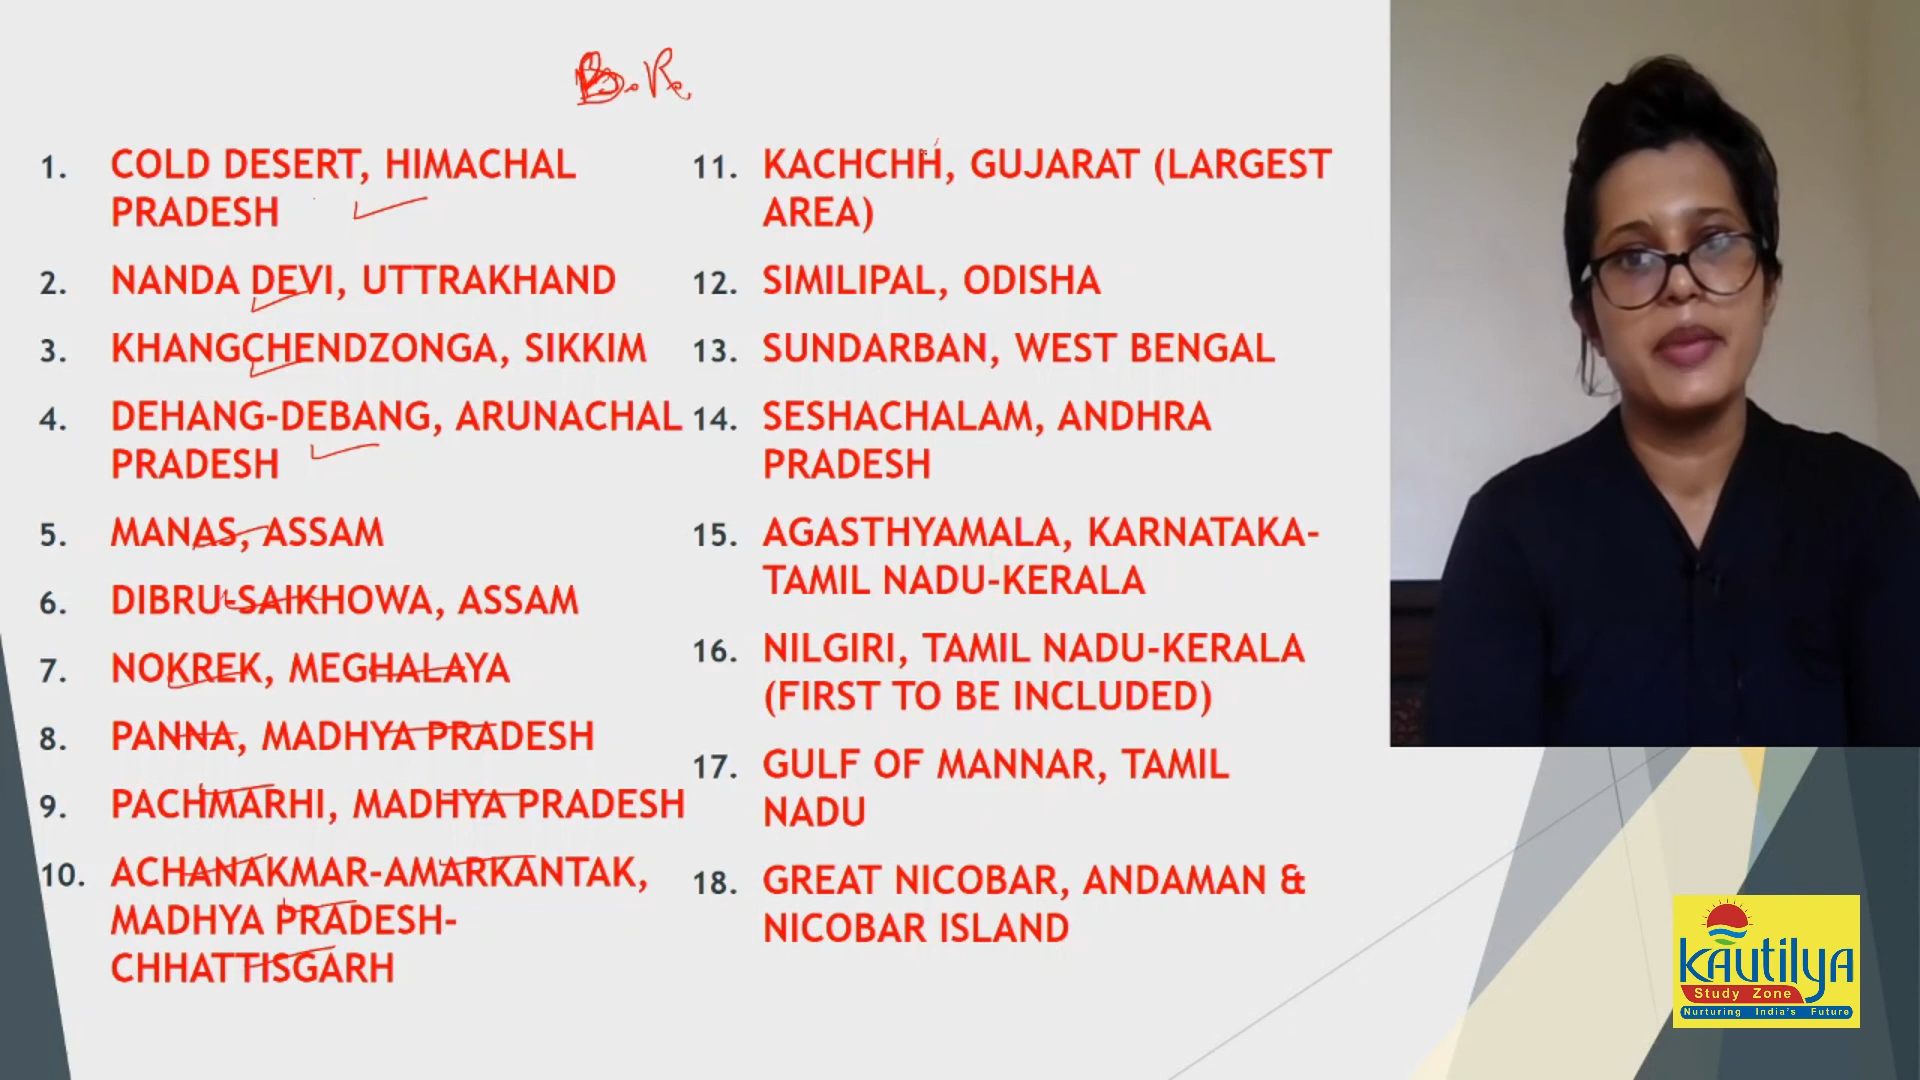 B.R.
1. COLD DESERT, HIMACHAL
PRADESH
2. NANDA DEVI, UTTRAKHAND
3. KHANGCHENDZONGA, SIKKIM
4. DEHANG-DEBANG, ARUNACHAL
PRADESH
5. MANAS, ASSAM
6. DIBRU-SAIKHOWA, ASSAM
7. NOKREK, MEGHALAYA
8. PANNA, MADHYA PRADESH
9. PACHMARHI, MADHYA PRADESH
10. ACHANAKMAR-AMARKANTAK,
MADHYA PRADESH-
CHHATTISGARH
11. KACHCHH, GUJARAT (LARGEST
AREA)
12. SIMILIPAL, ODISHA
13. SUNDARBAN, WEST BENGAL
14. SESHACHALAM, ANDHRA
PRADESH
15. AGASTHYAMALA, KARNATAKA-
TAMIL NADU-KERALA
16. NILGIRI, TAMIL NADU-KERALA
(FIRST TO BE INCLUDED)
17. GULF OF MANNAR, TAMIL
NADU
18. GREAT NICOBAR, ANDAMAN &
NICOBAR ISLAND
kautilya
Study Zone
Nurturing India's Future